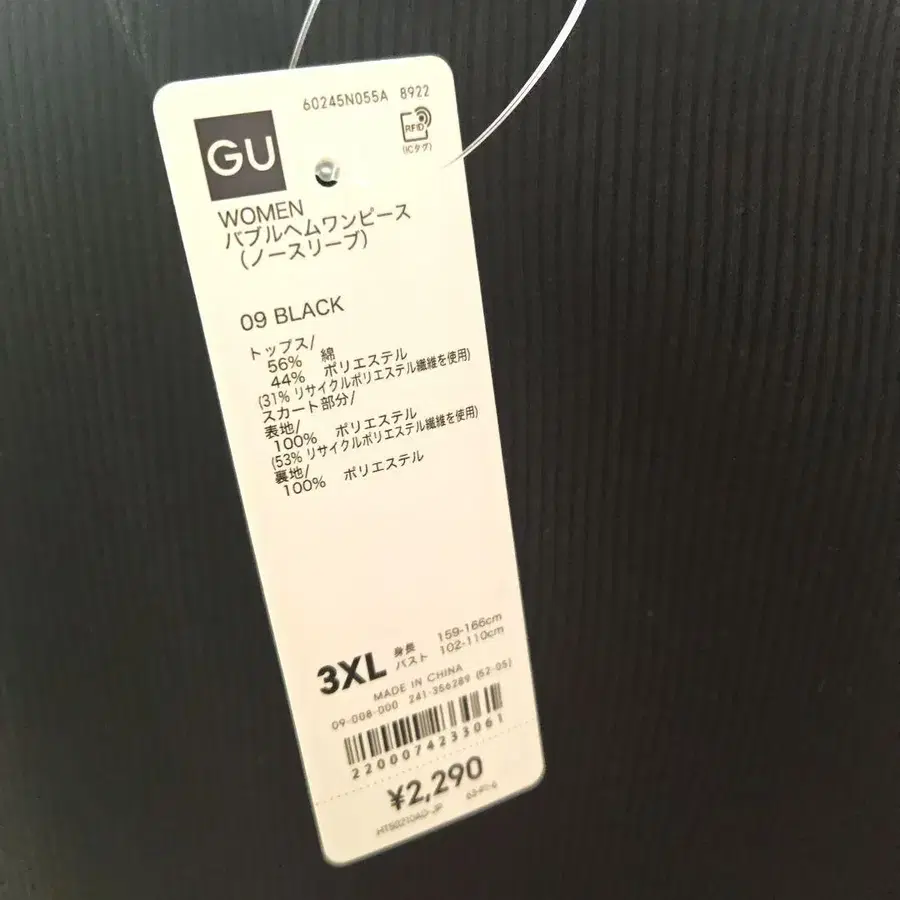 60245N055A 8922
GU
RFID
(ICタグ)
WOMEN
バブルヘムワンピース
(ノースリーブ)
09 BLACK
トップス/
56% 綿
44% ポリエステル
(31% リサイクルポリエステル繊維を使用)
スカート部分/
表地/
100% ポリエステル
(53% リサイクルポリエステル繊維を使用)
裏地/
100% ポリエステル
3XL
身長 159-166cm
バスト 102-110cm
MADE IN CHINA
09-008-000 241-356289 (52-05)
2200074233061
¥2,290